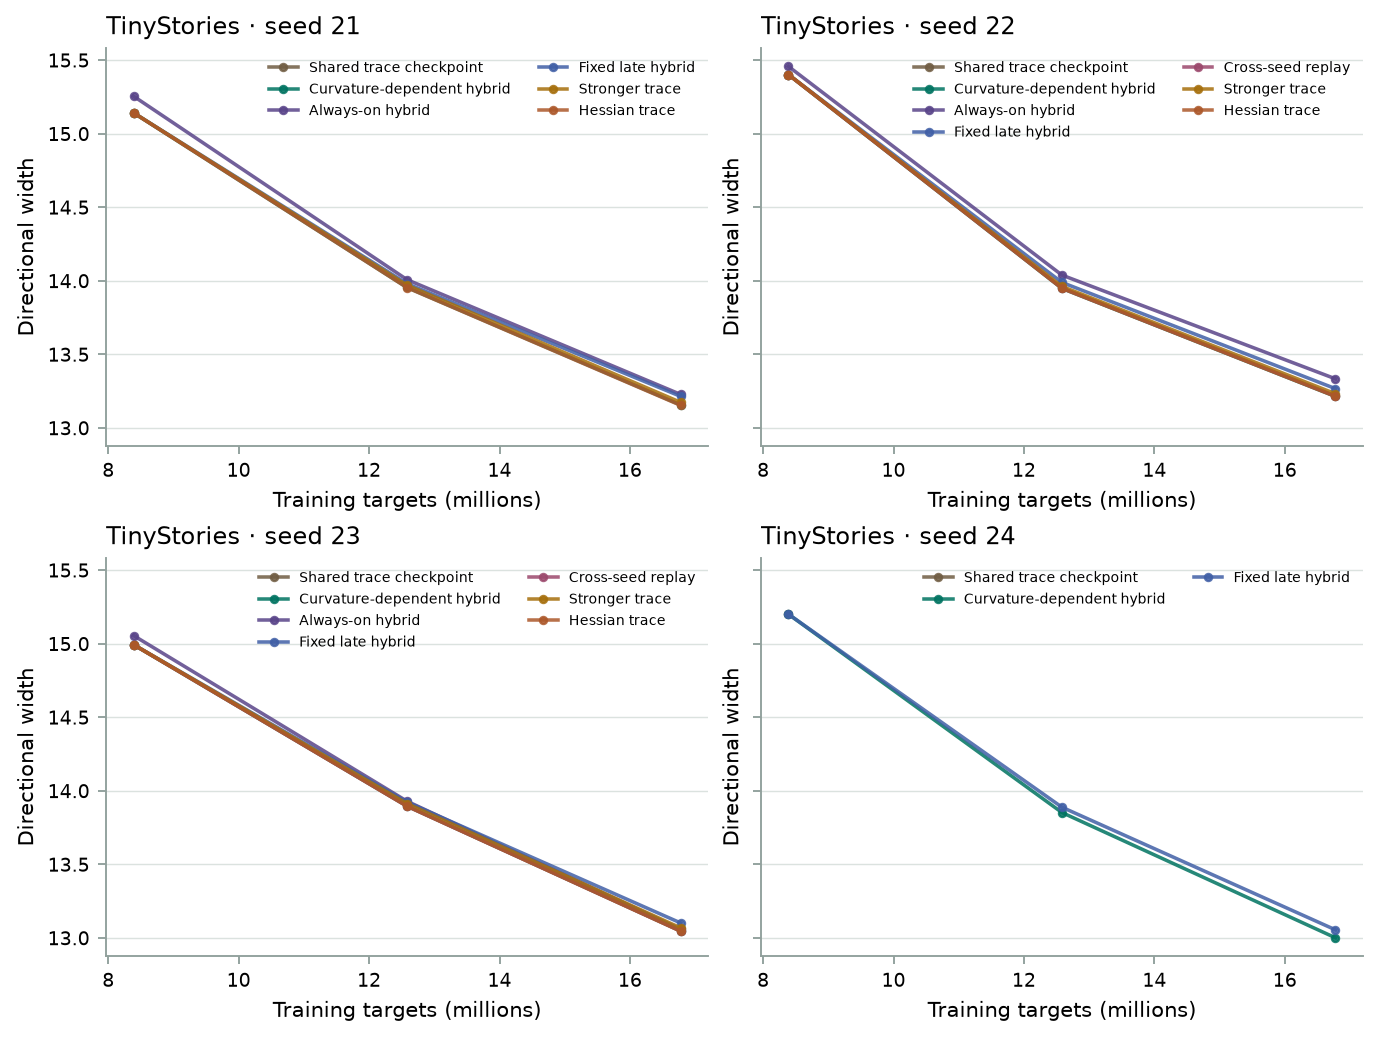 TinyStories · seed 21
Shared trace checkpoint
Curvature-dependent hybrid
Always-on hybrid
Fixed late hybrid
Stronger trace
Hessian trace
15.5
15.0
14.5
14.0
13.5
13.0
Directional width
8
10
12
14
16
Training targets (millions)
TinyStories · seed 22
Shared trace checkpoint
Curvature-dependent hybrid
Always-on hybrid
Fixed late hybrid
Cross-seed replay
Stronger trace
Hessian trace
Directional width
8
10
12
14
16
Training targets (millions)
TinyStories · seed 23
Shared trace checkpoint
Curvature-dependent hybrid
Always-on hybrid
Fixed late hybrid
Cross-seed replay
Stronger trace
Hessian trace
15.5
15.0
14.5
14.0
13.5
13.0
Directional width
8
10
12
14
16
Training targets (millions)
TinyStories · seed 24
Shared trace checkpoint
Curvature-dependent hybrid
Fixed late hybrid
Directional width
8
10
12
14
16
Training targets (millions)